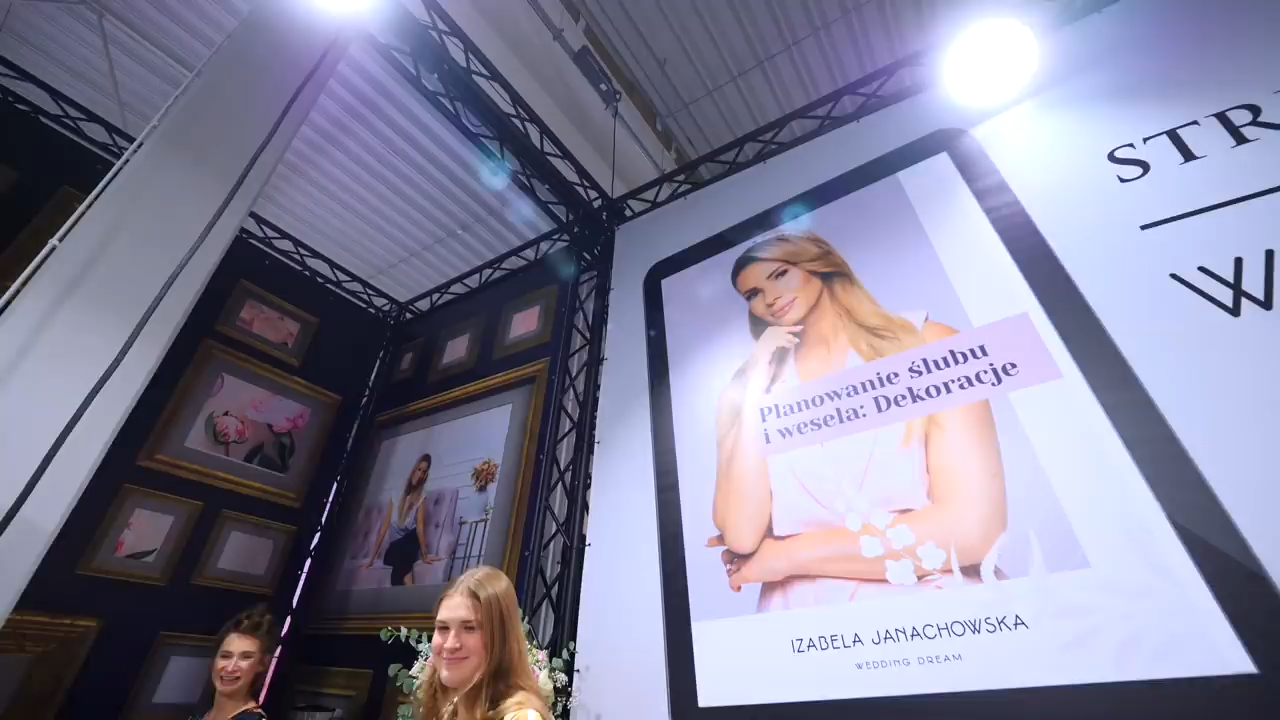 Planowanie ślubu
i wesela: Dekoracje
IZABELA JANACHOWSKA
WEDDING DREAM